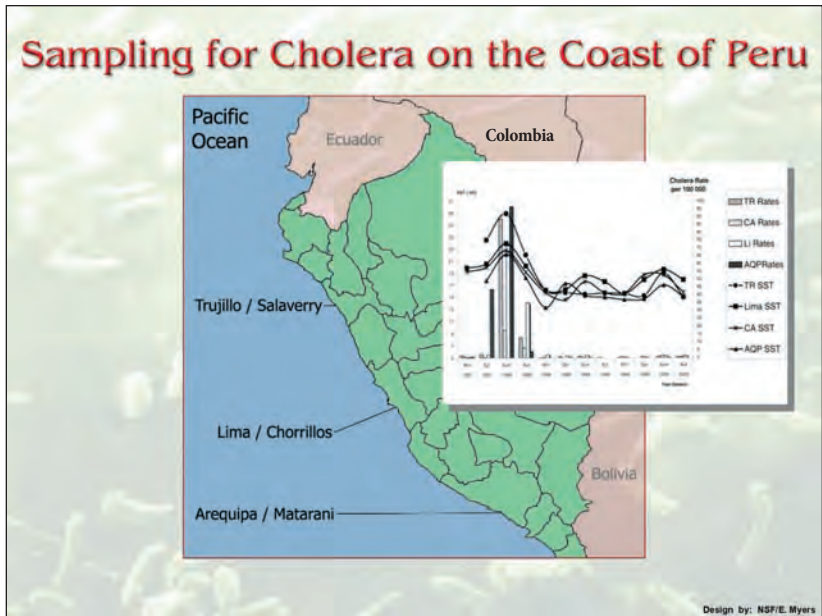 Sampling for Cholera on the Coast of Peru
Pacific
Ocean
Ecuador
Colombia
Trujillo / Salaverry
Lima / Chorrillos
Arequipa / Matarani
Bolivia
Cholera Rate
per 100 000
TR Rates
CA Rates
Li Rates
AQPRates
TR SST
Lima SST
CA SST
AQP SST
Design by: NSF/E. Myers